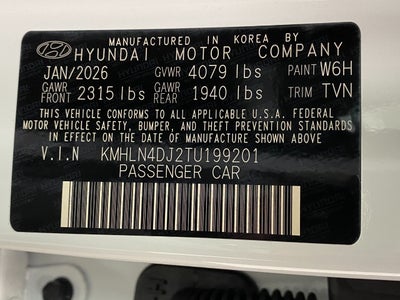 MANUFACTURED IN KOREA BY
HYUNDAI MOTOR COMPANY
JAN/2026 GVWR 4079 lbs PAINT W6H
GAWR FRONT 2315 lbs GAWR REAR 1940 lbs TRIM TVN
THIS VEHICLE CONFORMS TO ALL APPLICABLE U.S.A. FEDERAL
MOTOR VEHICLE SAFETY, BUMPER, AND THEFT PREVENTION
STANDARDS IN EFFECT ON THE DATE OF MANUFACTURE SHOWN ABOVE
V.I.N KMHLN4DJ2TU199201
PASSENGER CAR